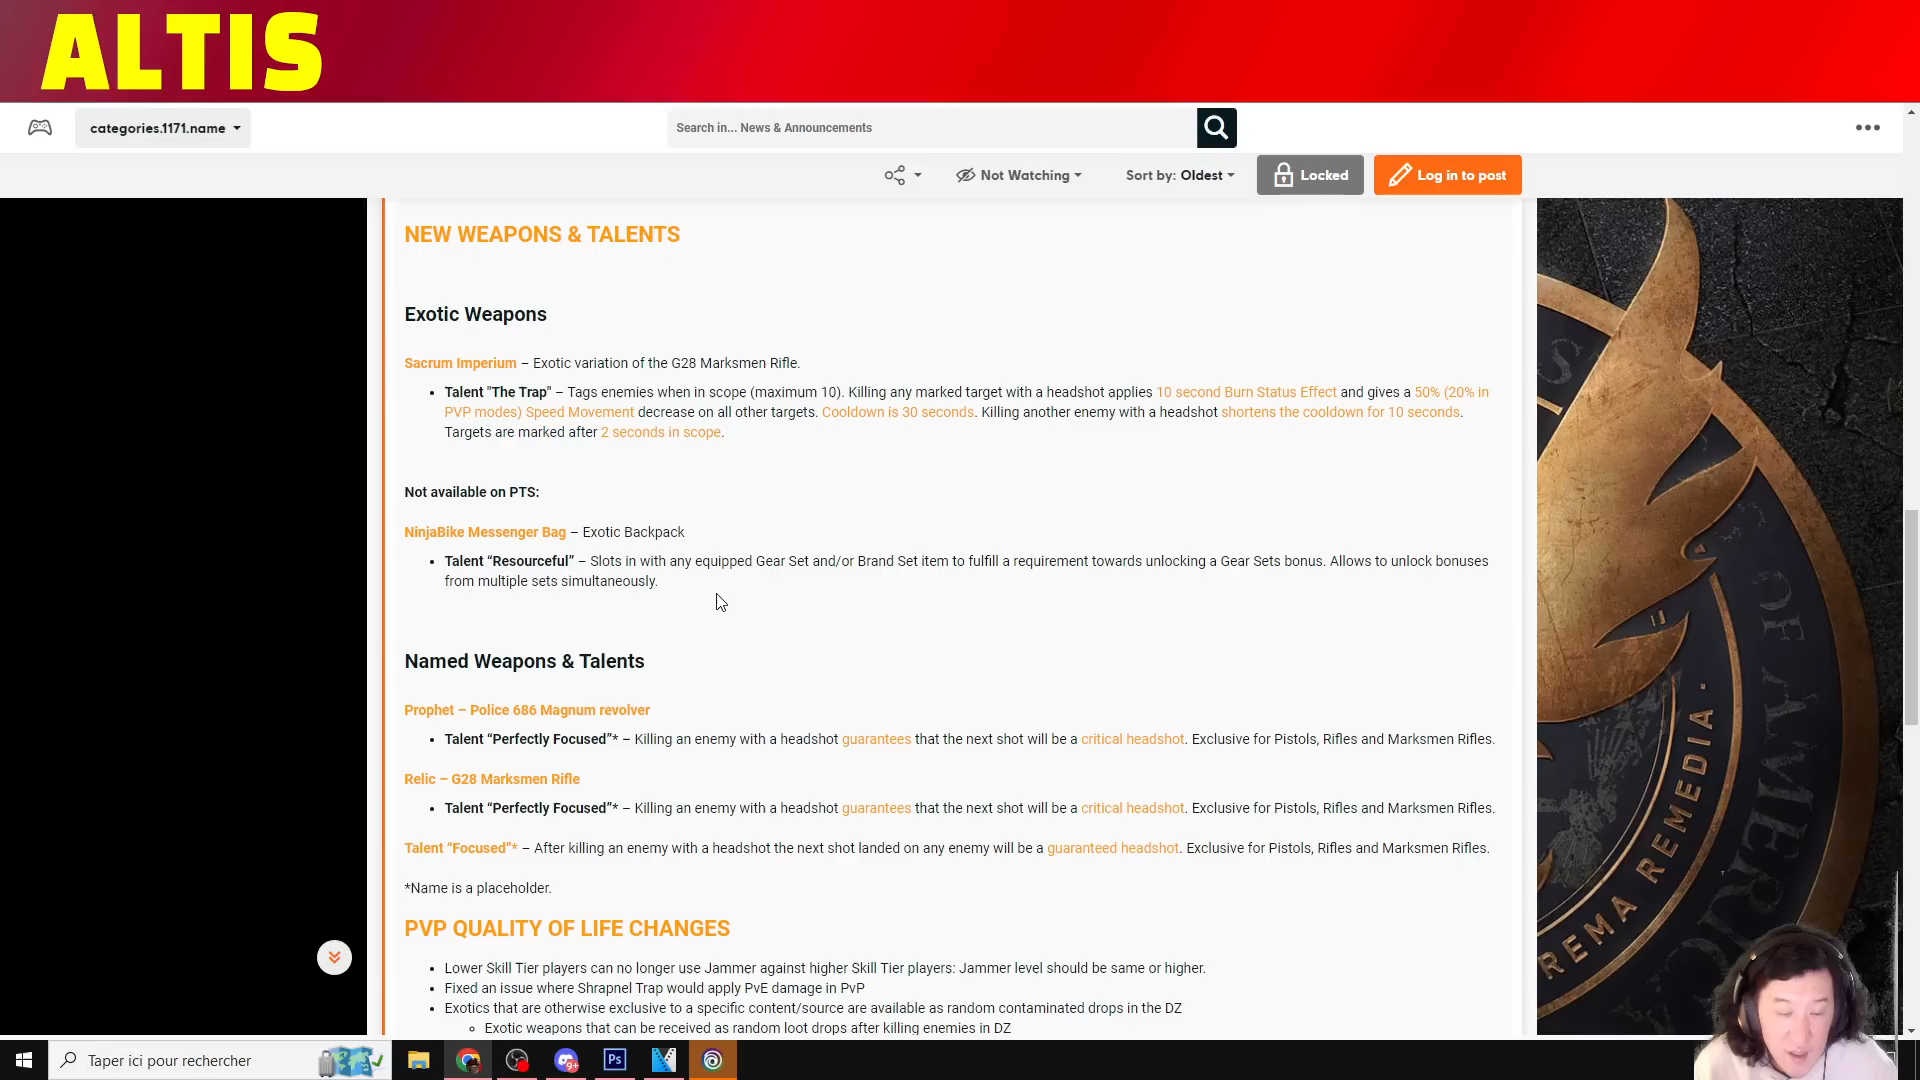 ALTIS
categories.1171.name
Search in... News & Announcements
Not Watching
Sort by: Oldest
Locked
Log in to post
NEW WEAPONS & TALENTS
Exotic Weapons
Sacrum Imperium – Exotic variation of the G28 Marksmen Rifle.
• Talent "The Trap" – Tags enemies when in scope (maximum 10). Killing any marked target with a headshot applies 10 second Burn Status Effect and gives a 50% (20% in
PVP modes) Speed Movement decrease on all other targets. Cooldown is 30 seconds. Killing another enemy with a headshot shortens the cooldown for 10 seconds.
Targets are marked after 2 seconds in scope.
Not available on PTS:
NinjaBike Messenger Bag – Exotic Backpack
• Talent “Resourceful” – Slots in with any equipped Gear Set and/or Brand Set item to fulfill a requirement towards unlocking a Gear Sets bonus. Allows to unlock bonuses
from multiple sets simultaneously.
Named Weapons & Talents
Prophet – Police 686 Magnum revolver
• Talent “Perfectly Focused”* – Killing an enemy with a headshot guarantees that the next shot will be a critical headshot. Exclusive for Pistols, Rifles and Marksmen Rifles.
Relic – G28 Marksmen Rifle
• Talent “Perfectly Focused”* – Killing an enemy with a headshot guarantees that the next shot will be a critical headshot. Exclusive for Pistols, Rifles and Marksmen Rifles.
Talent “Focused”* – After killing an enemy with a headshot the next shot landed on any enemy will be a guaranteed headshot. Exclusive for Pistols, Rifles and Marksmen Rifles.
*Name is a placeholder.
PVP QUALITY OF LIFE CHANGES
• Lower Skill Tier players can no longer use Jammer against higher Skill Tier players: Jammer level should be same or higher.
• Fixed an issue where Shrapnel Trap would apply PvE damage in PvP
• Exotics that are otherwise exclusive to a specific content/source are available as random contaminated drops in the DZ
Exotic weapons that can be received as random loot drops after killing enemies in DZ
OF AMERIC
REMA REMEDIA.
Taper ici pour rechercher
9+
Ps